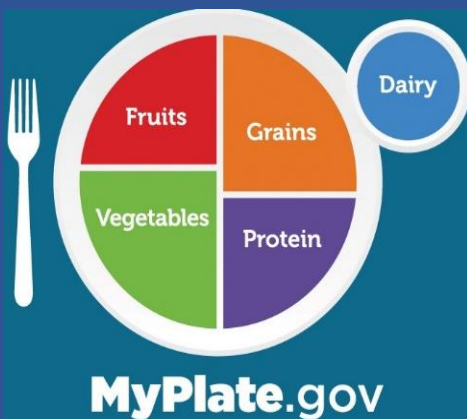 Dairy
Fruits
Grains
Vegetables
Protein
MyPlate.gov